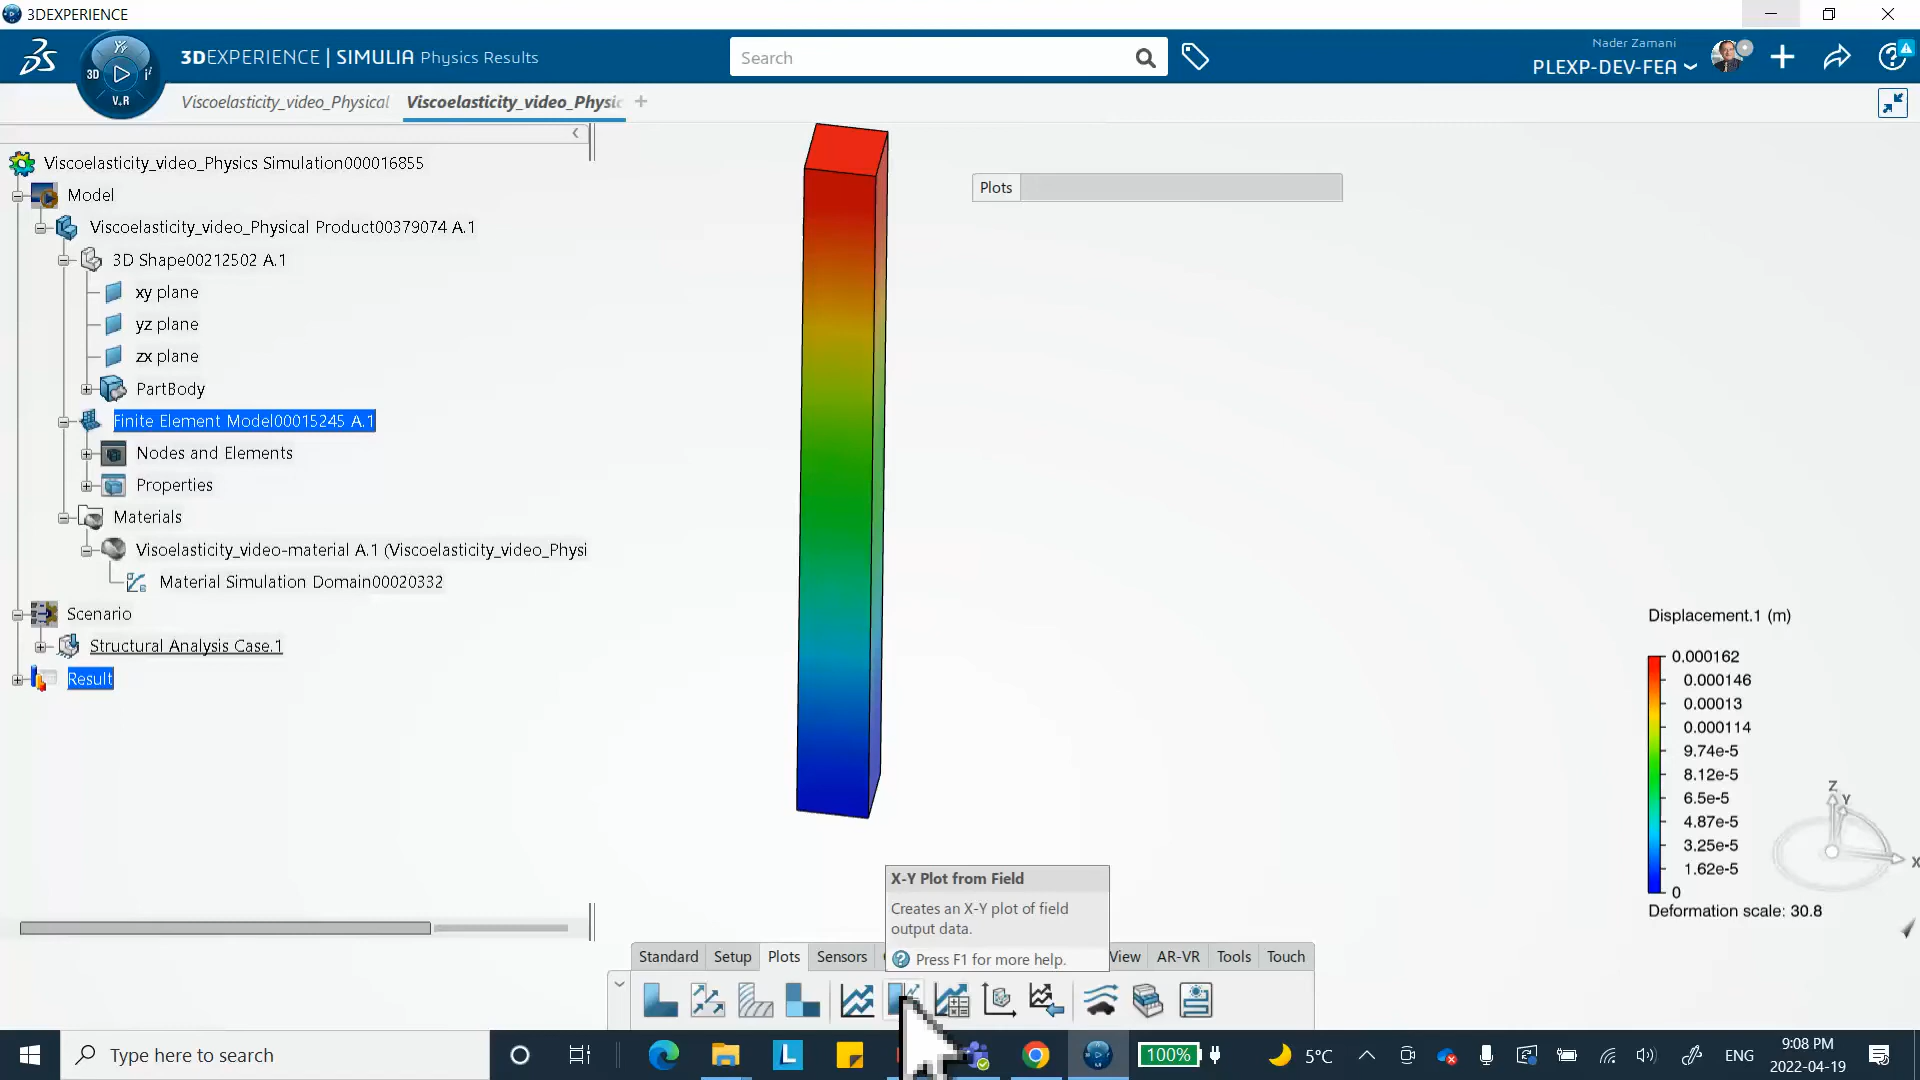 3DEXPERIENCE
3DEXPERIENCE | SIMULIA Physics Results
Search
Nader Zamani
PLEXP-DEV-FEA
3D
V.R
Viscoelasticity_video_Physical
Viscoelasticity_video_Physic
Viscoelasticity_video_Physics Simulation000016855
Model
Viscoelasticity_video_Physical Product00379074 A.1
3D Shape00212502 A.1
xy plane
yz plane
zx plane
PartBody
Finite Element Model00015245 A.1
Nodes and Elements
Properties
Materials
Visoelasticity_video-material A.1 (Viscoelasticity_video_Physi
Material Simulation Domain00020332
Scenario
Structural Analysis Case.1
Result
Plots
Displacement.1 (m)
0.000162
0.000146
0.00013
0.000114
9.74e-5
8.12e-5
6.5e-5
4.87e-5
3.25e-5
1.62e-5
0
Deformation scale: 30.8
Z
Y
X
X-Y Plot from Field
Creates an X-Y plot of field
output data.
Press F1 for more help.
Standard
Setup
Plots
Sensors
View
AR-VR
Tools
Touch
Type here to search
L
100%
5°C
ENG
9:08 PM
2022-04-19